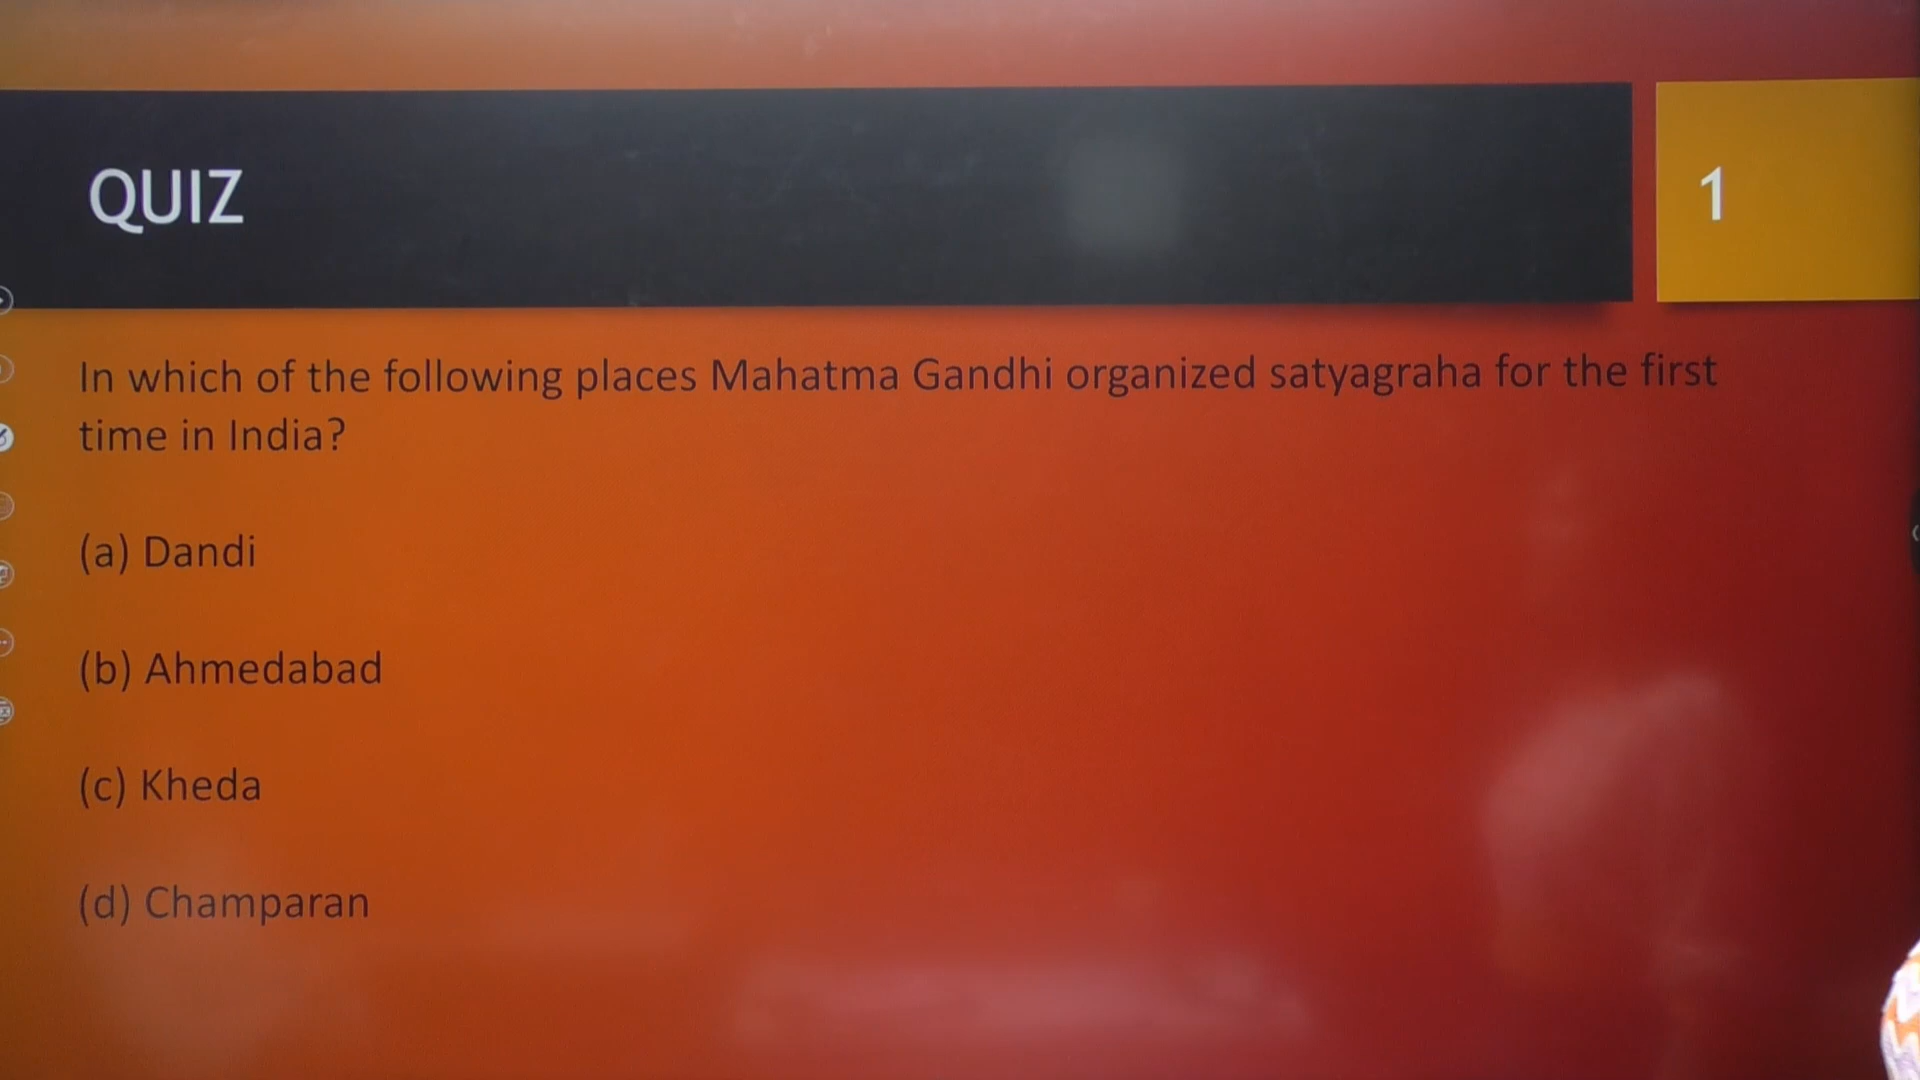 QUIZ
1
In which of the following places Mahatma Gandhi organized satyagraha for the first
time in India?
(a) Dandi
(b) Ahmedabad
(c) Kheda
(d) Champaran